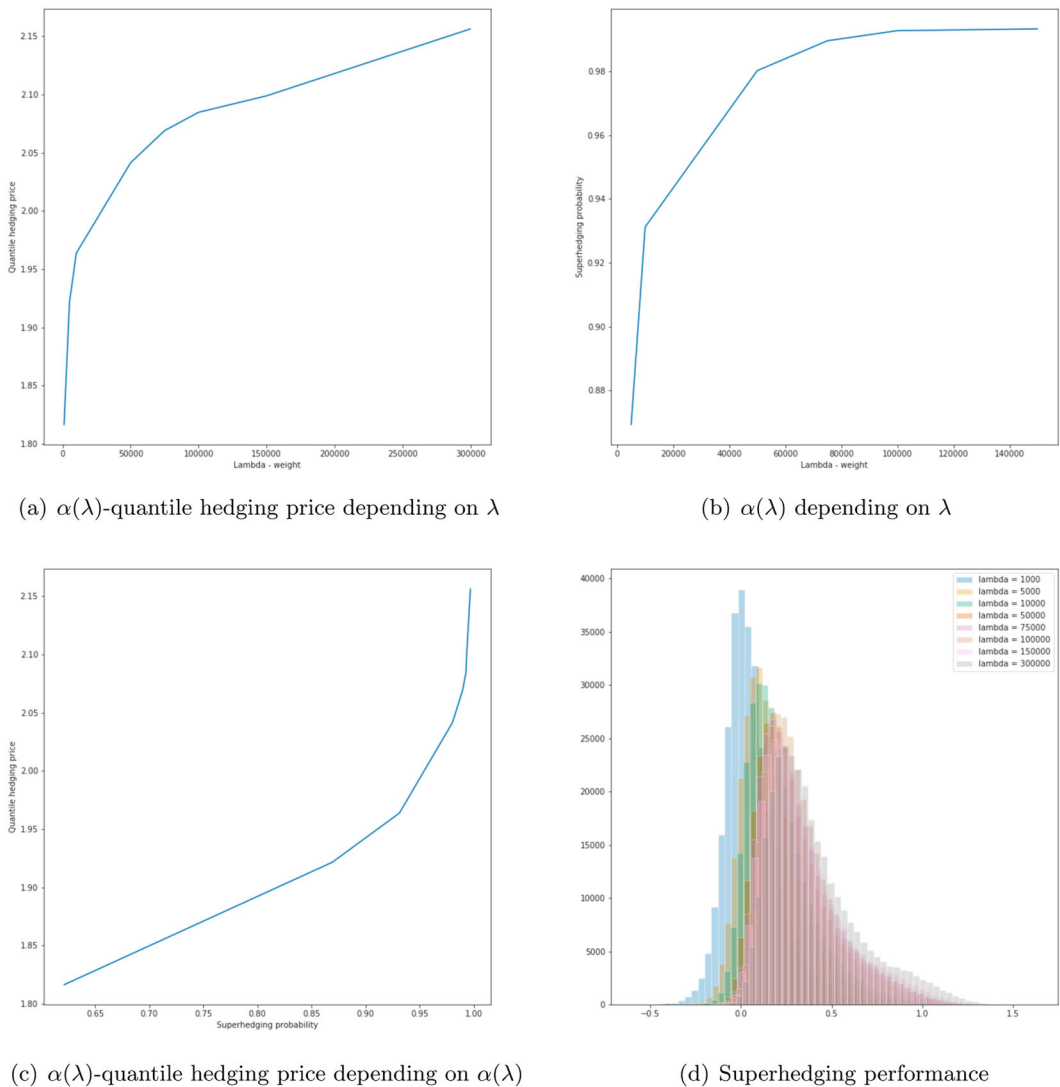 2.15
2.10
2.05
2.00
1.95
1.90
1.85
1.80
Quantile hedging price
0 50000 100000 150000 200000 250000 300000
Lambda - weight
(a) α(λ)-quantile hedging price depending on λ
0.98
0.96
0.94
0.92
0.90
0.88
Superhedging probability
0 20000 40000 60000 80000 100000 120000 140000
Lambda - weight
(b) α(λ) depending on λ
2.15
2.10
2.05
2.00
1.95
1.90
1.85
1.80
Quantile hedging price
0.65 0.70 0.75 0.80 0.85 0.90 0.95 1.00
Superhedging probability
(c) α(λ)-quantile hedging price depending on α(λ)
40000
35000
30000
25000
20000
15000
10000
5000
0
lambda = 1000
lambda = 5000
lambda = 10000
lambda = 50000
lambda = 75000
lambda = 100000
lambda = 150000
lambda = 300000
−0.5 0.0 0.5 1.0 1.5
(d) Superhedging performance